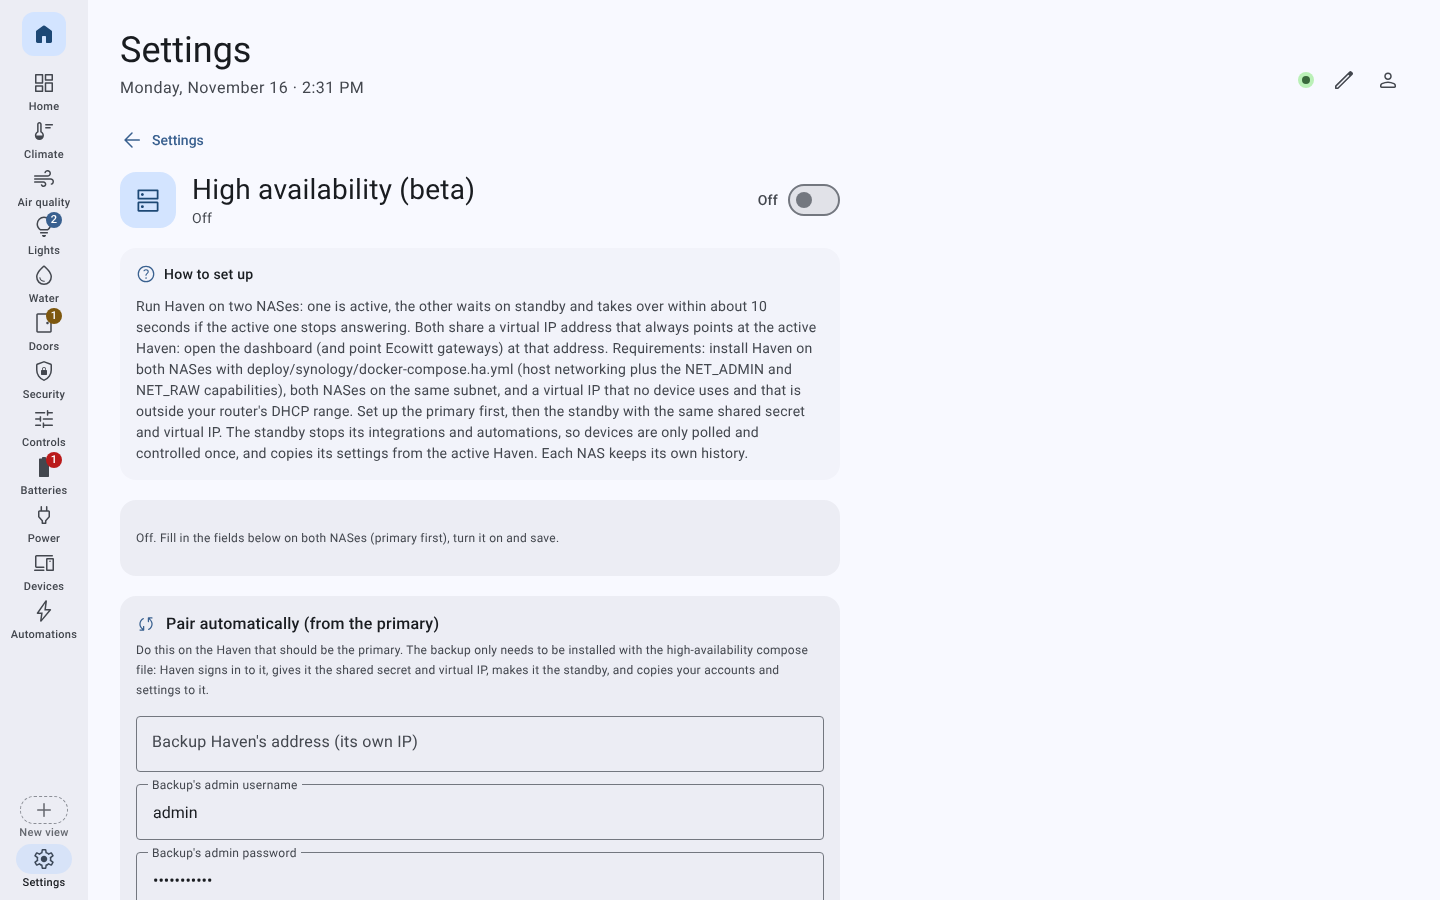 Settings
Monday, November 16 · 2:31 PM
Home
Climate
Air quality
2
Lights
Water
1
Doors
Security
Controls
1
Batteries
Power
Devices
Automations
New view
Settings
Settings
High availability (beta)
Off
Off
How to set up
Run Haven on two NASes: one is active, the other waits on standby and takes over within about 10
seconds if the active one stops answering. Both share a virtual IP address that always points at the active
Haven: open the dashboard (and point Ecowitt gateways) at that address. Requirements: install Haven on
both NASes with deploy/synology/docker-compose.ha.yml (host networking plus the NET_ADMIN and
NET_RAW capabilities), both NASes on the same subnet, and a virtual IP that no device uses and that is
outside your router's DHCP range. Set up the primary first, then the standby with the same shared secret
and virtual IP. The standby stops its integrations and automations, so devices are only polled and
controlled once, and copies its settings from the active Haven. Each NAS keeps its own history.
Off. Fill in the fields below on both NASes (primary first), turn it on and save.
Pair automatically (from the primary)
Do this on the Haven that should be the primary. The backup only needs to be installed with the high-availability compose
file: Haven signs in to it, gives it the shared secret and virtual IP, makes it the standby, and copies your accounts and
settings to it.
Backup Haven's address (its own IP)
Backup's admin username
admin
Backup's admin password
•••••••••••